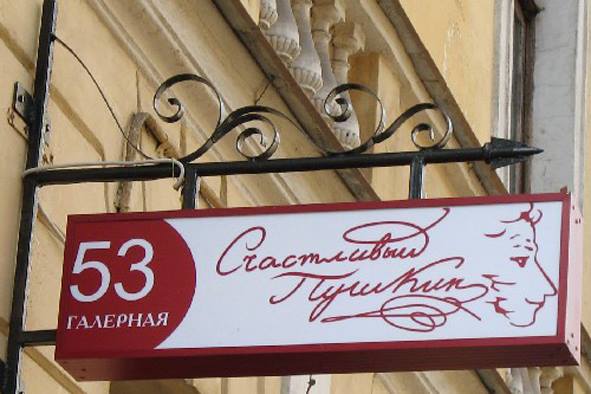 53
ГАЛЕРНАЯ
Счастливый
Пушкин